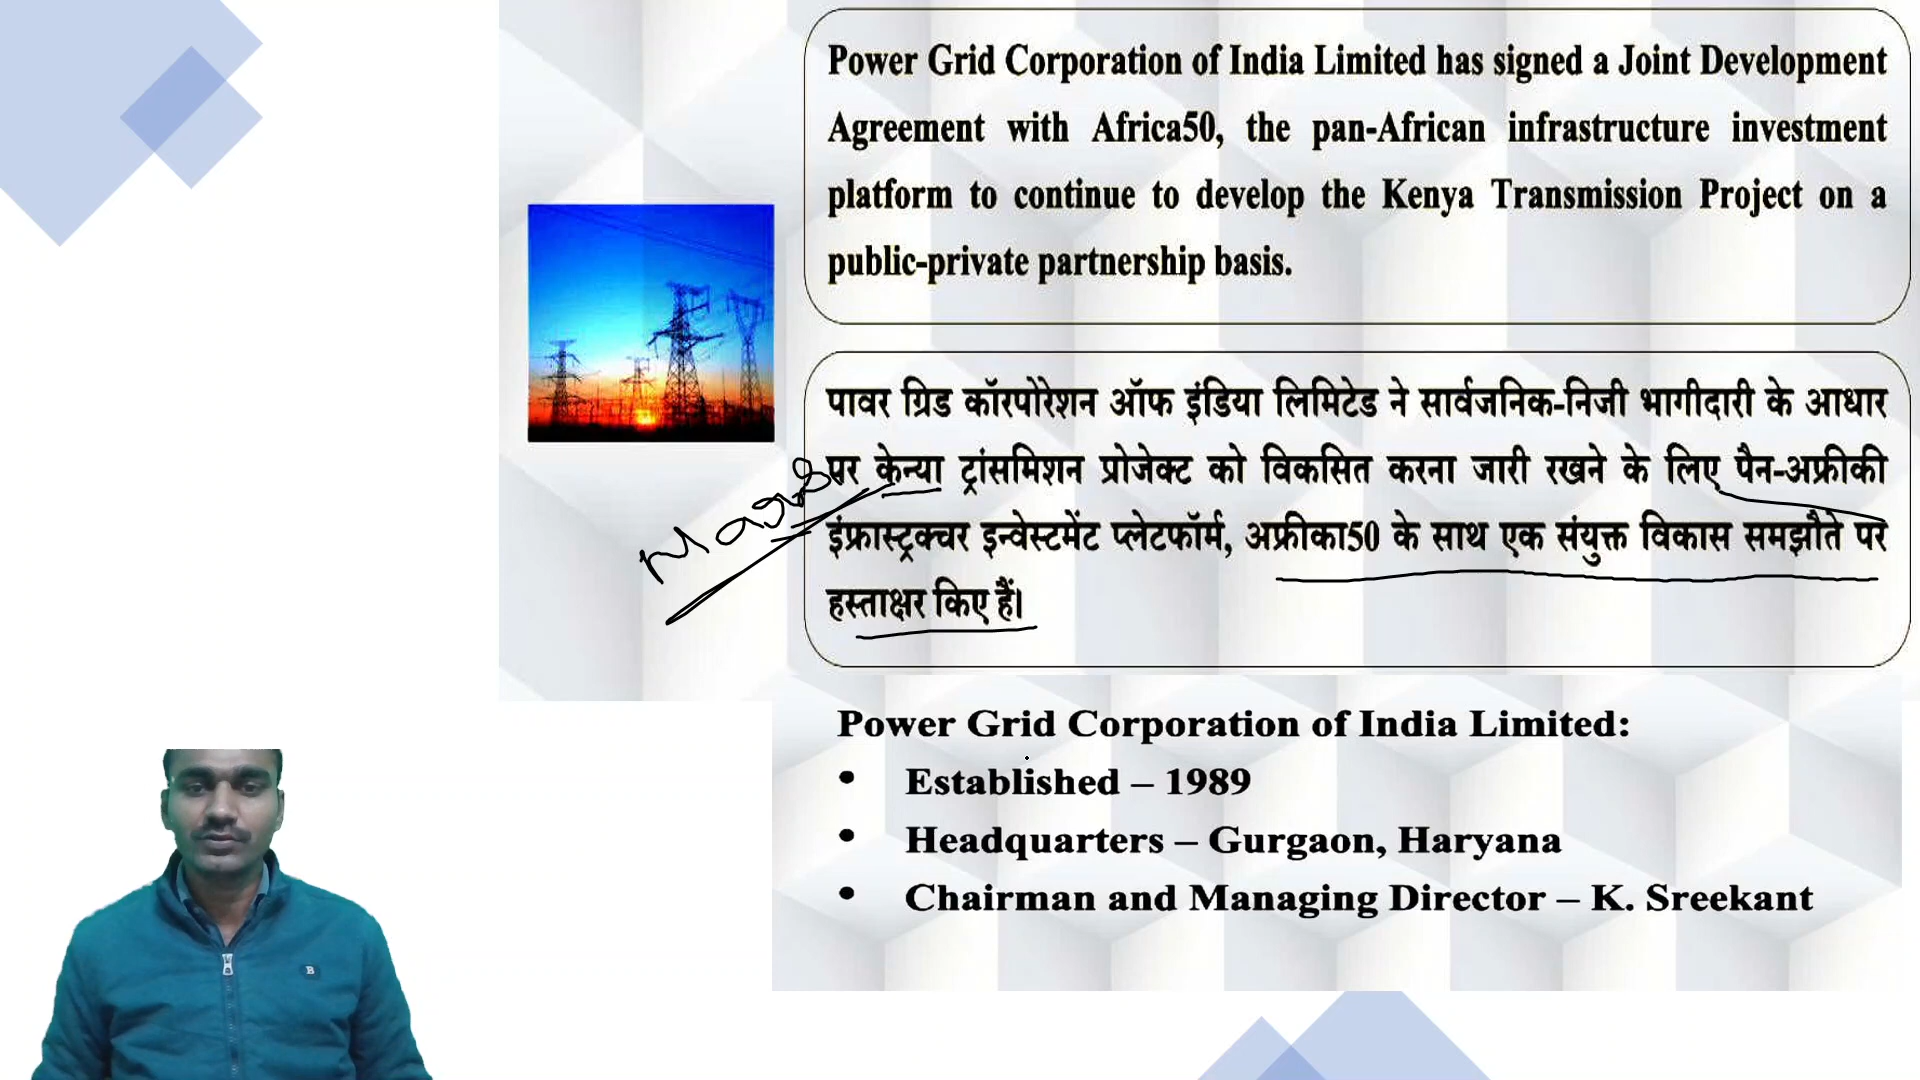 Power Grid Corporation of India Limited has signed a Joint Development
Agreement with Africa50, the pan-African infrastructure investment
platform to continue to develop the Kenya Transmission Project on a
public-private partnership basis.
पावर ग्रिड कॉरपोरेशन ऑफ इंडिया लिमिटेड ने सार्वजनिक-निजी भागीदारी के आधार
पर केन्या ट्रांसमिशन प्रोजेक्ट को विकसित करना जारी रखने के लिए पैन-अफ्रीकी
इंफ्रास्ट्रक्चर इन्वेस्टमेंट प्लेटफॉर्म, अफ्रीका50 के साथ एक संयुक्त विकास समझौते पर
हस्ताक्षर किए हैं।
Power Grid Corporation of India Limited:
• Established – 1989
• Headquarters – Gurgaon, Haryana
• Chairman and Managing Director – K. Sreekant
B